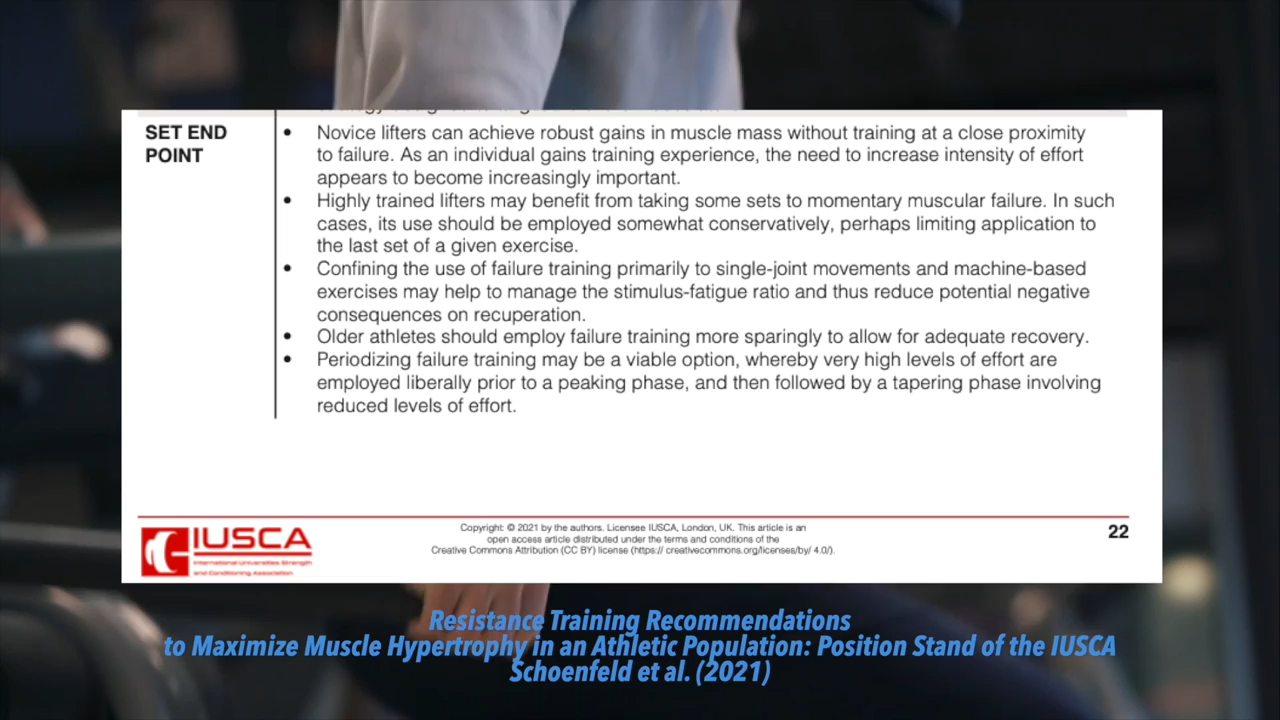 SET END
POINT
• Novice lifters can achieve robust gains in muscle mass without training at a close proximity
to failure. As an individual gains training experience, the need to increase intensity of effort
appears to become increasingly important.
• Highly trained lifters may benefit from taking some sets to momentary muscular failure. In such
cases, its use should be employed somewhat conservatively, perhaps limiting application to
the last set of a given exercise.
• Confining the use of failure training primarily to single-joint movements and machine-based
exercises may help to manage the stimulus-fatigue ratio and thus reduce potential negative
consequences on recuperation.
• Older athletes should employ failure training more sparingly to allow for adequate recovery.
• Periodizing failure training may be a viable option, whereby very high levels of effort are
employed liberally prior to a peaking phase, and then followed by a tapering phase involving
reduced levels of effort.
IUSCA
International Universities Strength
and Conditioning Association
Copyright: © 2021 by the authors. Licensee IUSCA, London, UK. This article is an
open access article distributed under the terms and conditions of the
Creative Commons Attribution (CC BY) license (https:// creativecommons.org/licenses/by/ 4.0/).
22
Resistance Training Recommendations
to Maximize Muscle Hypertrophy in an Athletic Population: Position Stand of the IUSCA
Schoenfeld et al. (2021)